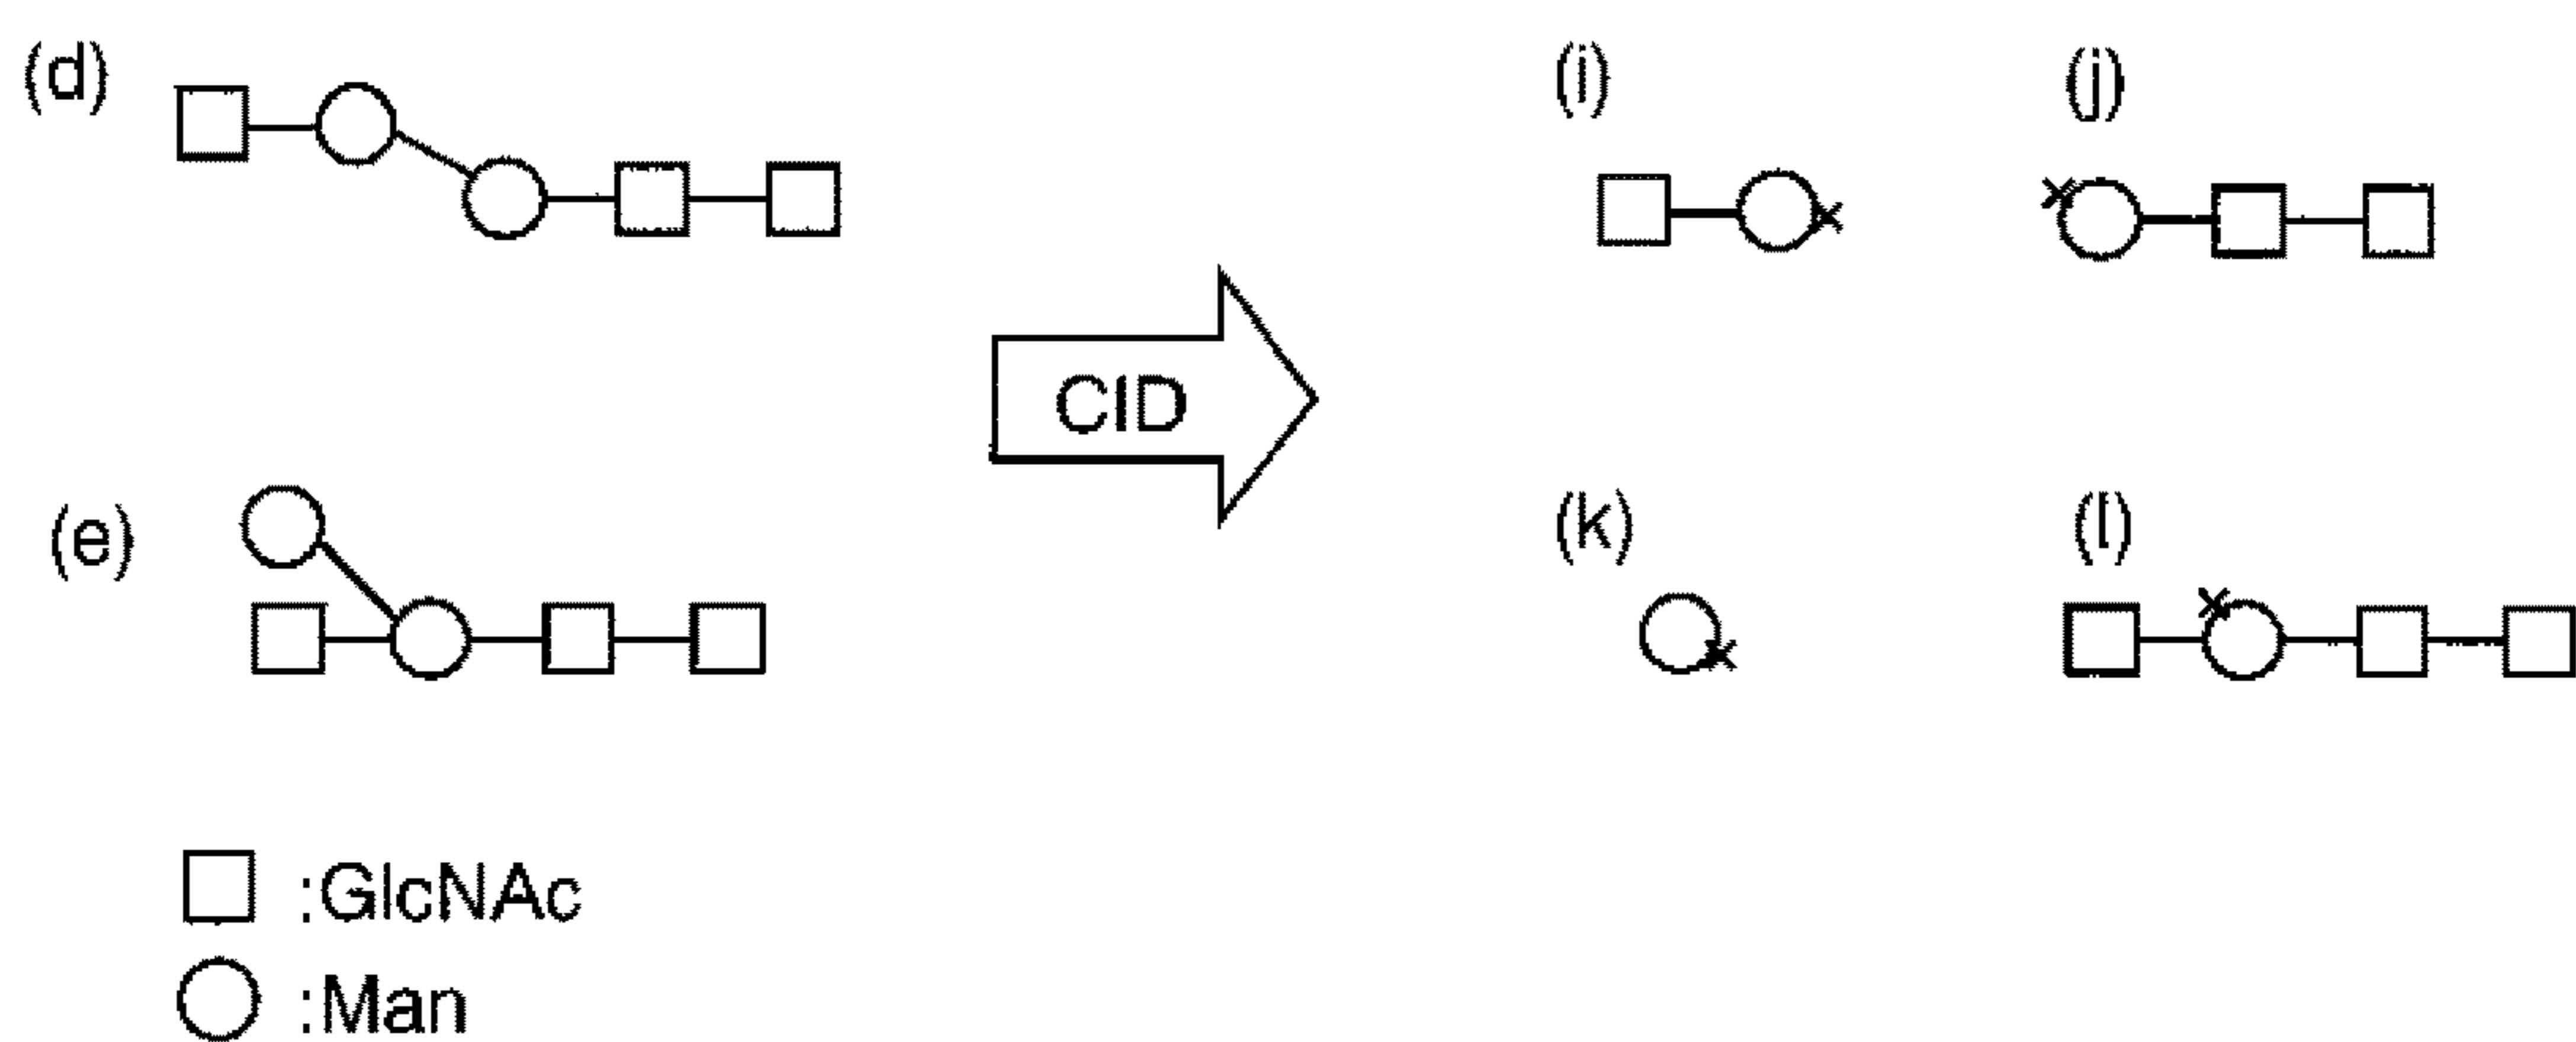 (d)
(i)
(j)
CID
(e)
(k)
(l)
:GlcNAc
:Man